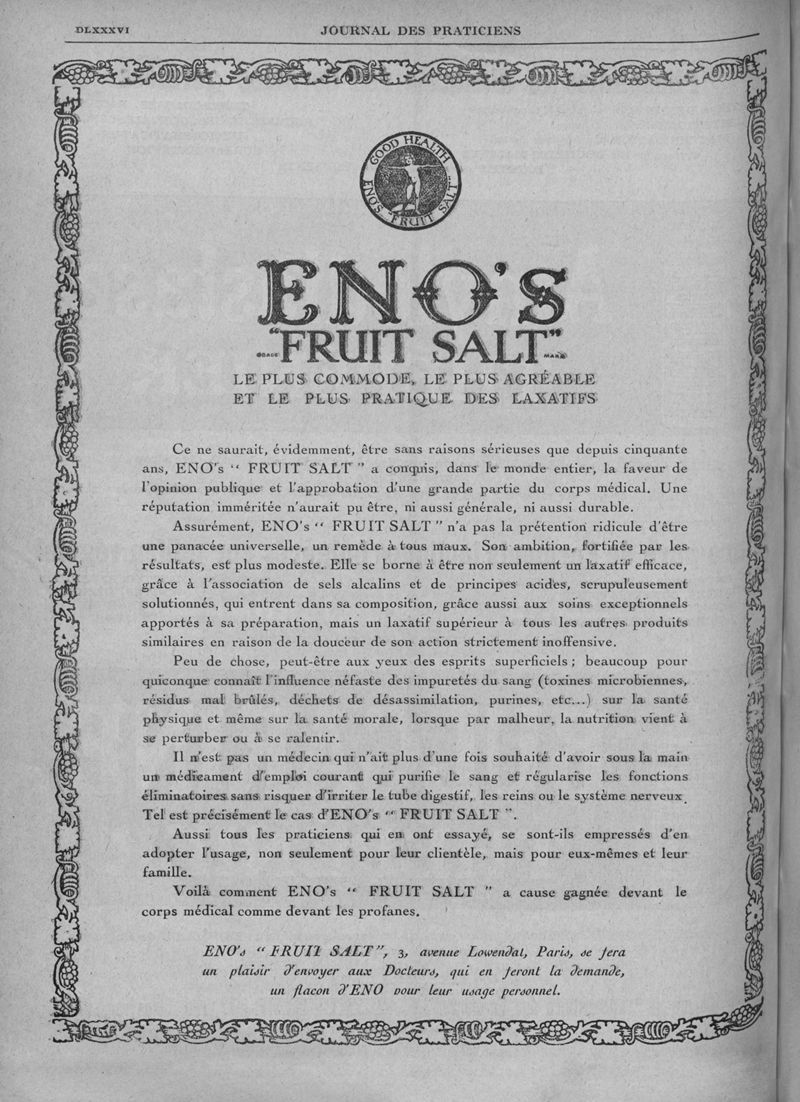 DLXXXVI
JOURNAL DES PRATICIENS
GOOD HEALTH
ENO'S "FRUIT SALT"
ENO'S
"FRUIT SALT"
LE PLUS COMMODE, LE PLUS AGRÉABLE
ET LE PLUS PRATIQUE DES LAXATIFS
Ce ne saurait, évidemment, être sans raisons sérieuses que depuis cinquante
ans, ENO's " FRUIT SALT " a conquis, dans le monde entier, la faveur de
l'opinion publique et l'approbation d'une grande partie du corps médical. Une
réputation imméritée n'aurait pu être, ni aussi générale, ni aussi durable.
Assurément, ENO's " FRUIT SALT " n'a pas la prétention ridicule d'être
une panacée universelle, un remède à tous maux. Son ambition, fortifiée par les
résultats, est plus modeste. Elle se borne à être non seulement un laxatif efficace,
grâce à l'association de sels alcalins et de principes acides, scrupuleusement
solutionnés, qui entrent dans sa composition, grâce aussi aux soins exceptionnels
apportés à sa préparation, mais un laxatif supérieur à tous les autres produits
similaires en raison de la douceur de son action strictement inoffensive.
Peu de chose, peut-être aux yeux des esprits superficiels ; beaucoup pour
quiconque connaît l'influence néfaste des impuretés du sang (toxines microbiennes,
résidus mal brûlés, déchets de désassimilation, purines, etc...) sur la santé
physique et même sur la santé morale, lorsque par malheur, la nutrition vient à
se perturber ou à se ralentir.
Il n'est pas un médecin qui n'ait plus d'une fois souhaité d'avoir sous la main
un médicament d'emploi courant qui purifie le sang et régularise les fonctions
éliminatoires sans risquer d'irriter le tube digestif, les reins ou le système nerveux.
Tel est précisément le cas d'ENO's " FRUIT SALT ".
Aussi tous les praticiens qui en ont essayé, se sont-ils empressés d'en
adopter l'usage, non seulement pour leur clientèle, mais pour eux-mêmes et leur
famille.
Voilà comment ENO's " FRUIT SALT " a cause gagnée devant le
corps médical comme devant les profanes.
ENO's " FRUIT SALT ", 3, avenue Lowendal, Paris, se fera
un plaisir d'envoyer aux Docteurs, qui en feront la demande,
un flacon d'ENO pour leur usage personnel.